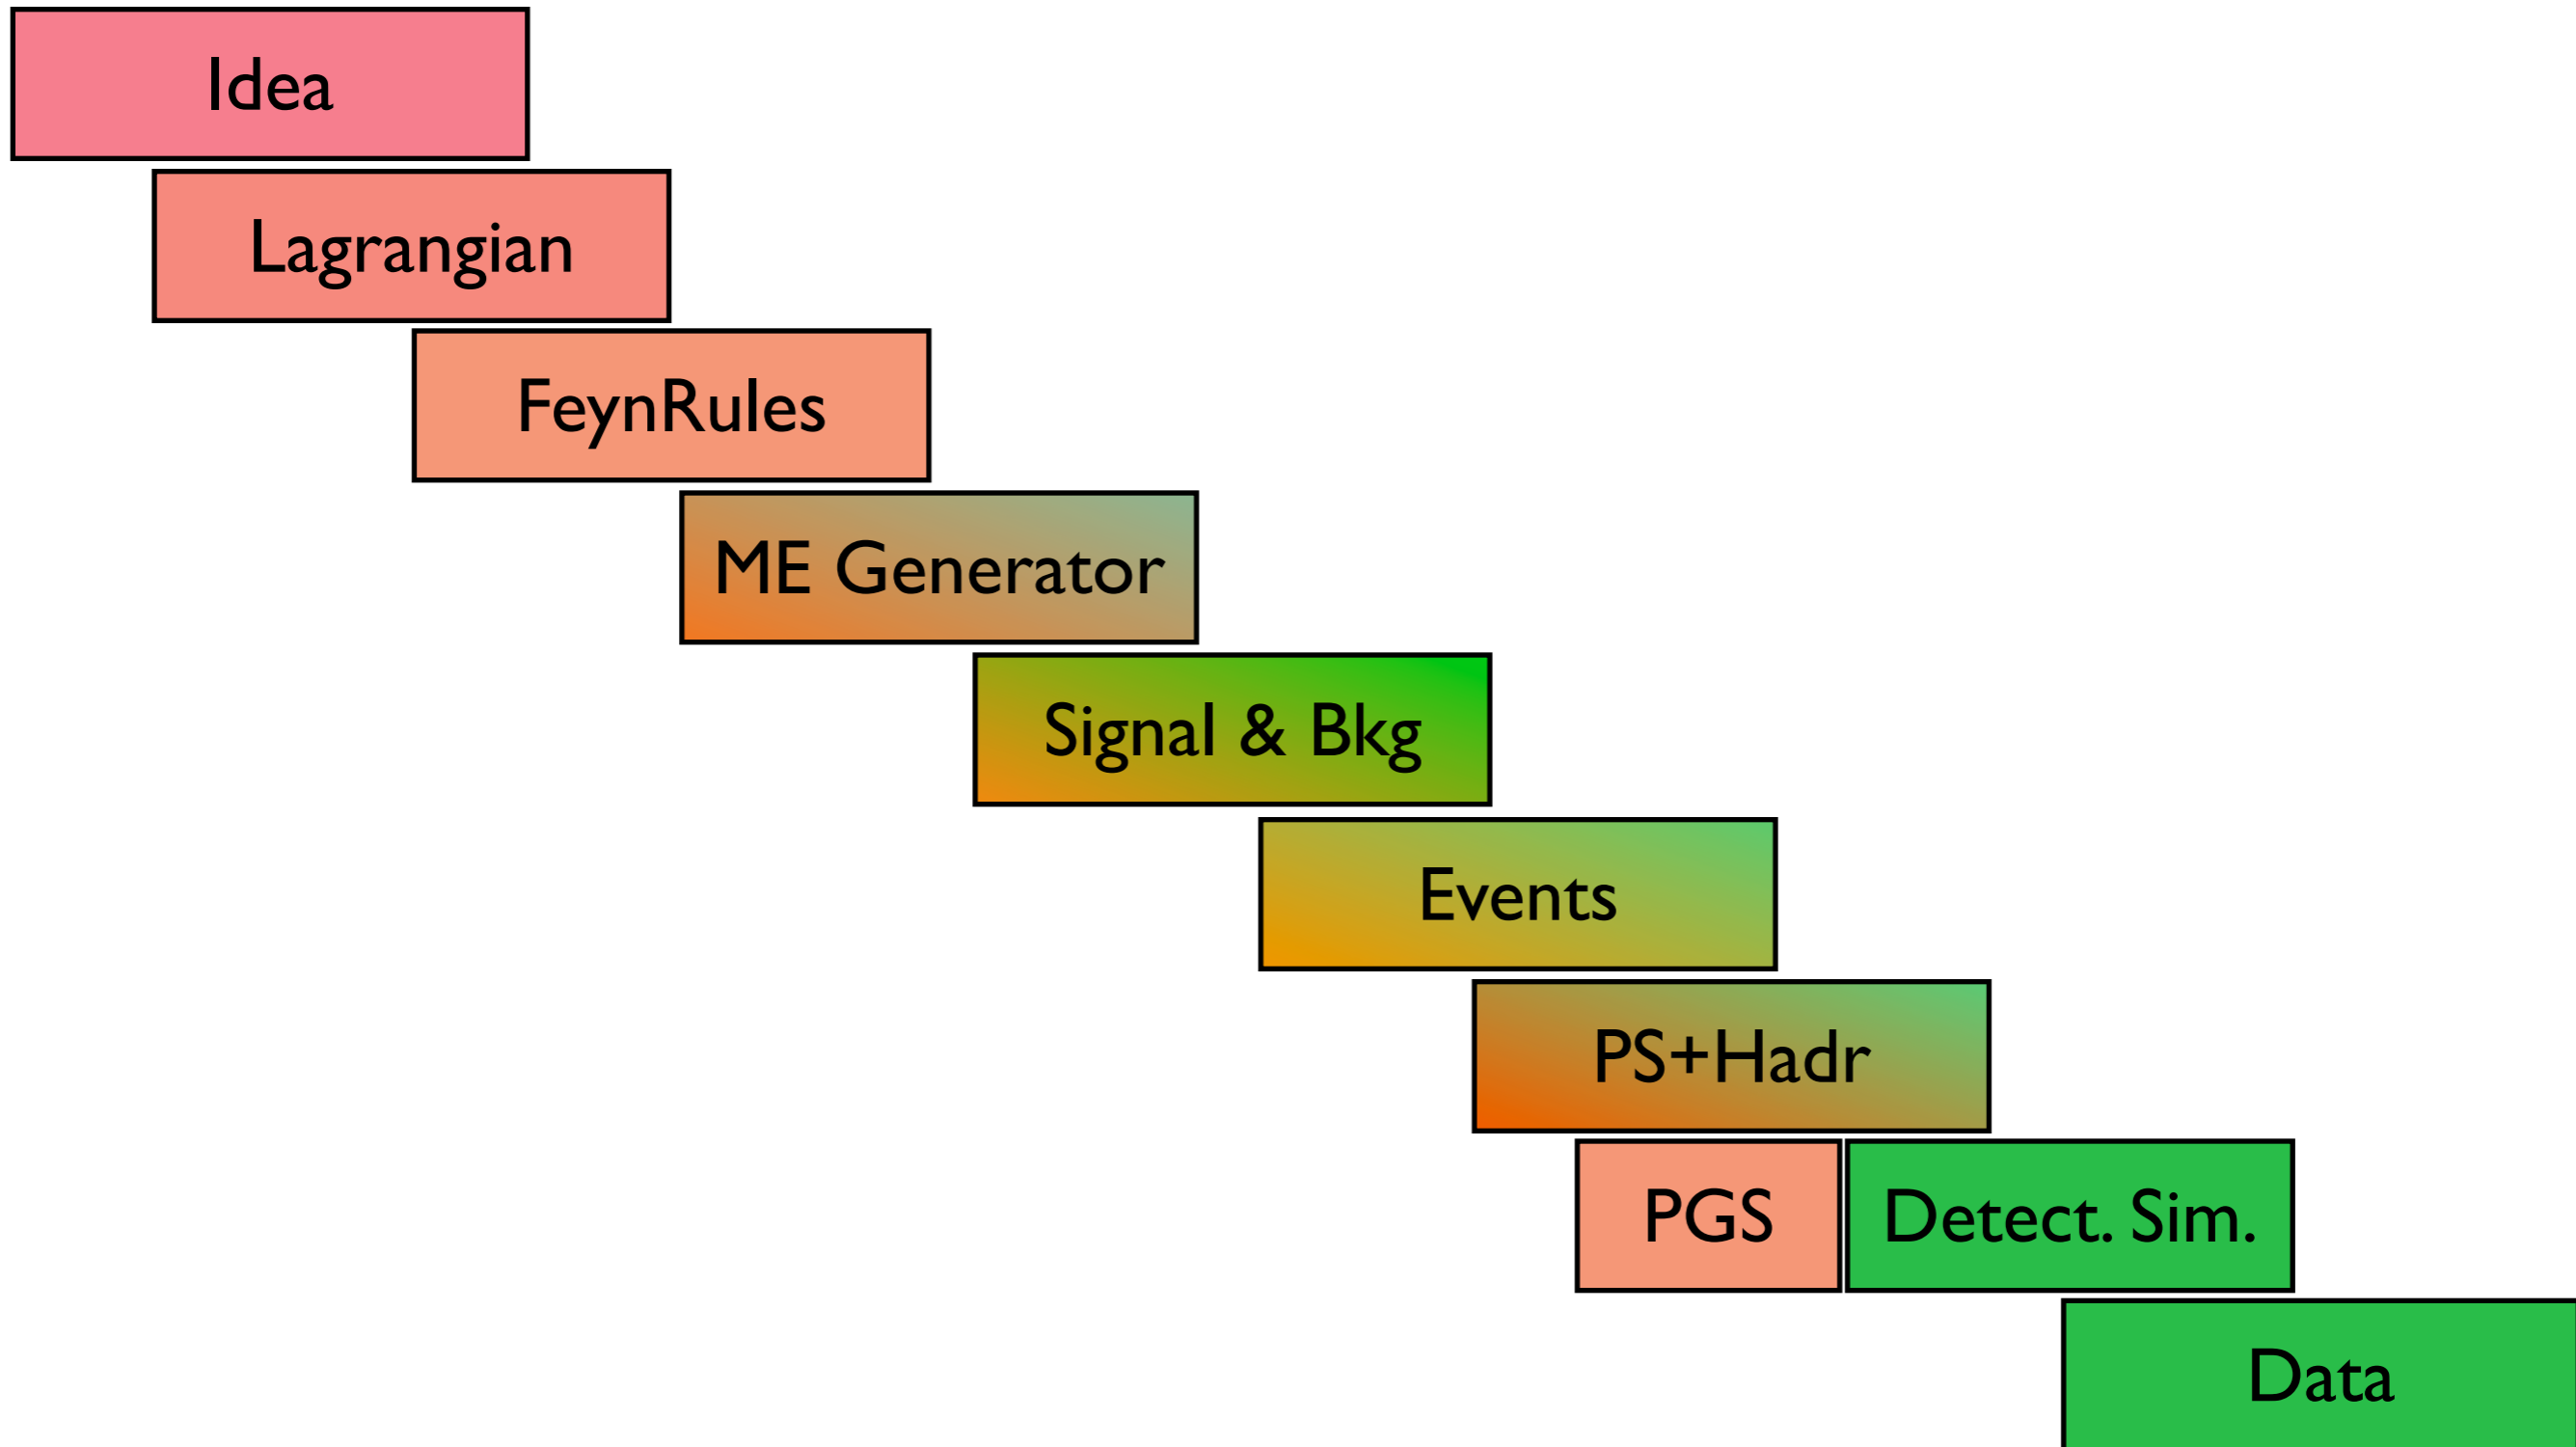 Idea
Lagrangian
FeynRules
ME Generator
Signal & Bkg
Events
PS+Hadr
PGS
Detect. Sim.
Data